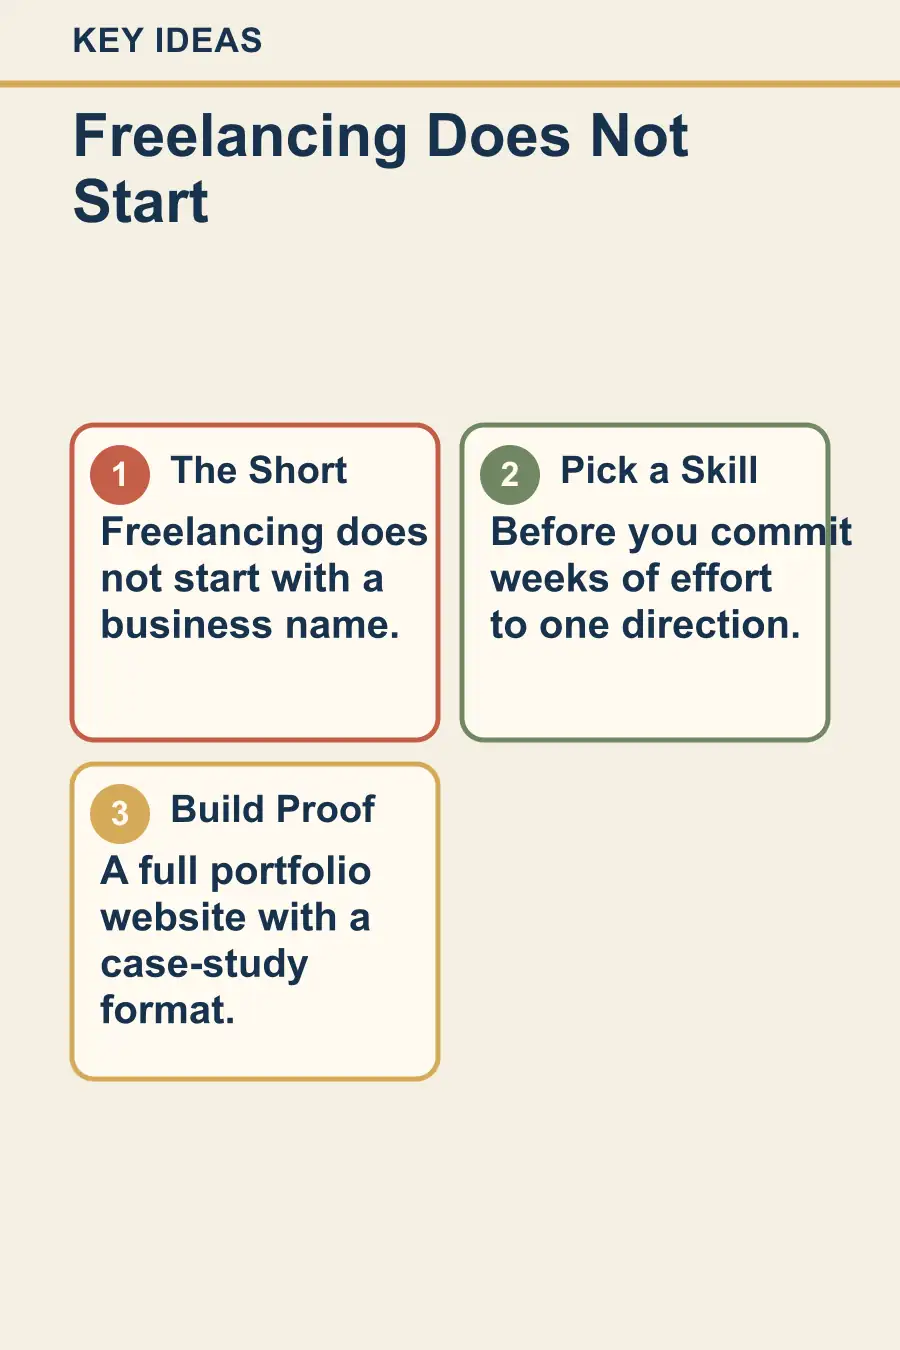 KEY IDEAS
Freelancing Does Not
Start
1 The Short
Freelancing does
not start with a
business name.
2 Pick a Skill
Before you commit
weeks of effort
to one direction.
3 Build Proof
A full portfolio
website with a
case-study
format.